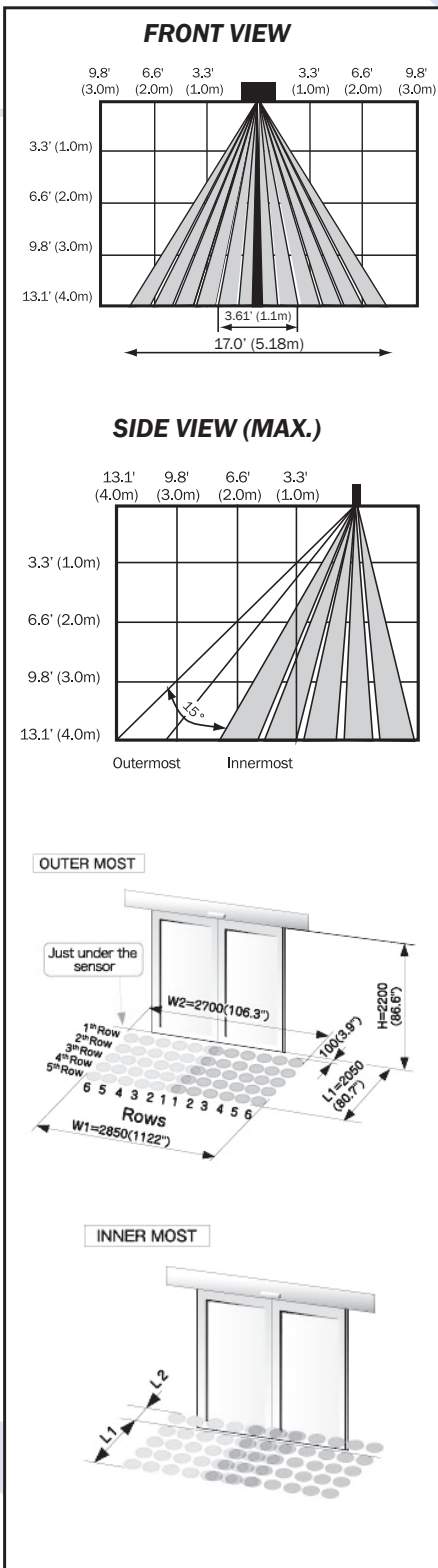 FRONT VIEW
9.8' 6.6' 3.3' 3.3' 6.6' 9.8'
(3.0m) (2.0m) (1.0m) (1.0m) (2.0m) (3.0m)
3.3' (1.0m)
6.6' (2.0m)
9.8' (3.0m)
13.1' (4.0m)
3.61' (1.1m)
17.0' (5.18m)
SIDE VIEW (MAX.)
13.1' 9.8' 6.6' 3.3'
(4.0m) (3.0m) (2.0m) (1.0m)
3.3' (1.0m)
6.6' (2.0m)
9.8' (3.0m)
13.1' (4.0m)
15°
Outermost Innermost
OUTER MOST
Just under the
sensor
W2=2700(106.3")
H=2200
(86.6")
100(3.9")
L1=2050
(80.7")
1thRow
2thRow
3thRow
4thRow
5thRow
6 5 4 3 2 1 1 2 3 4 5 6
Rows
W1=2850(1122")
INNER MOST
L2
L1